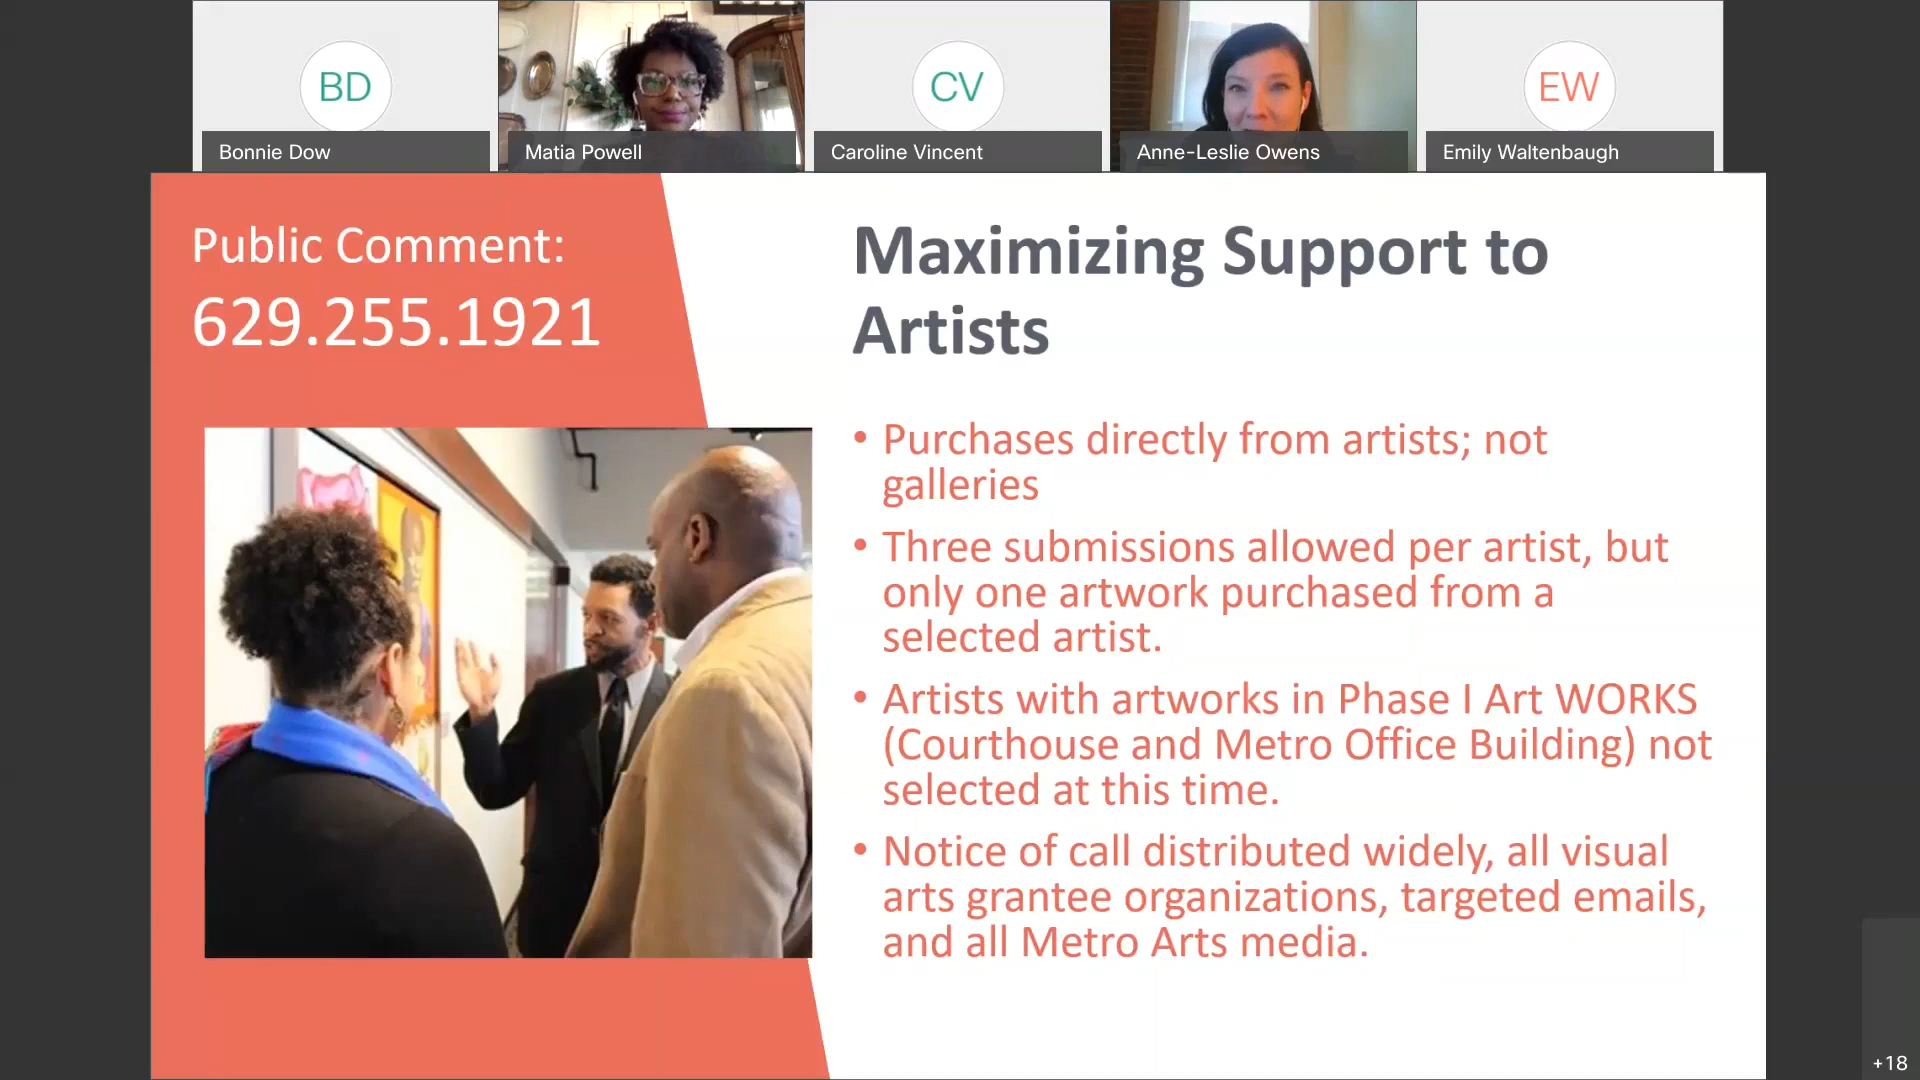 BD
CV
EW
Bonnie Dow
Matia Powell
Caroline Vincent
Anne-Leslie Owens
Emily Waltenbaugh
Public Comment:
629.255.1921
Maximizing Support to
Artists
• Purchases directly from artists; not
galleries
• Three submissions allowed per artist, but
only one artwork purchased from a
selected artist.
• Artists with artworks in Phase I Art WORKS
(Courthouse and Metro Office Building) not
selected at this time.
• Notice of call distributed widely, all visual
arts grantee organizations, targeted emails,
and all Metro Arts media.
+18